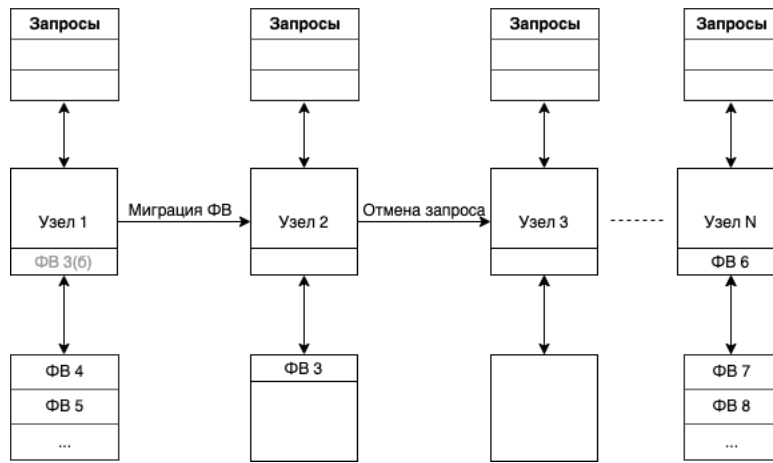 Запросы
Запросы
Запросы
Запросы
Узел 1
Миграция ФВ
Узел 2
Отмена запроса
Узел 3
Узел N
ФВ 3(б)
ФВ 6
ФВ 4
ФВ 5
...
ФВ 3
ФВ 7
ФВ 8
...